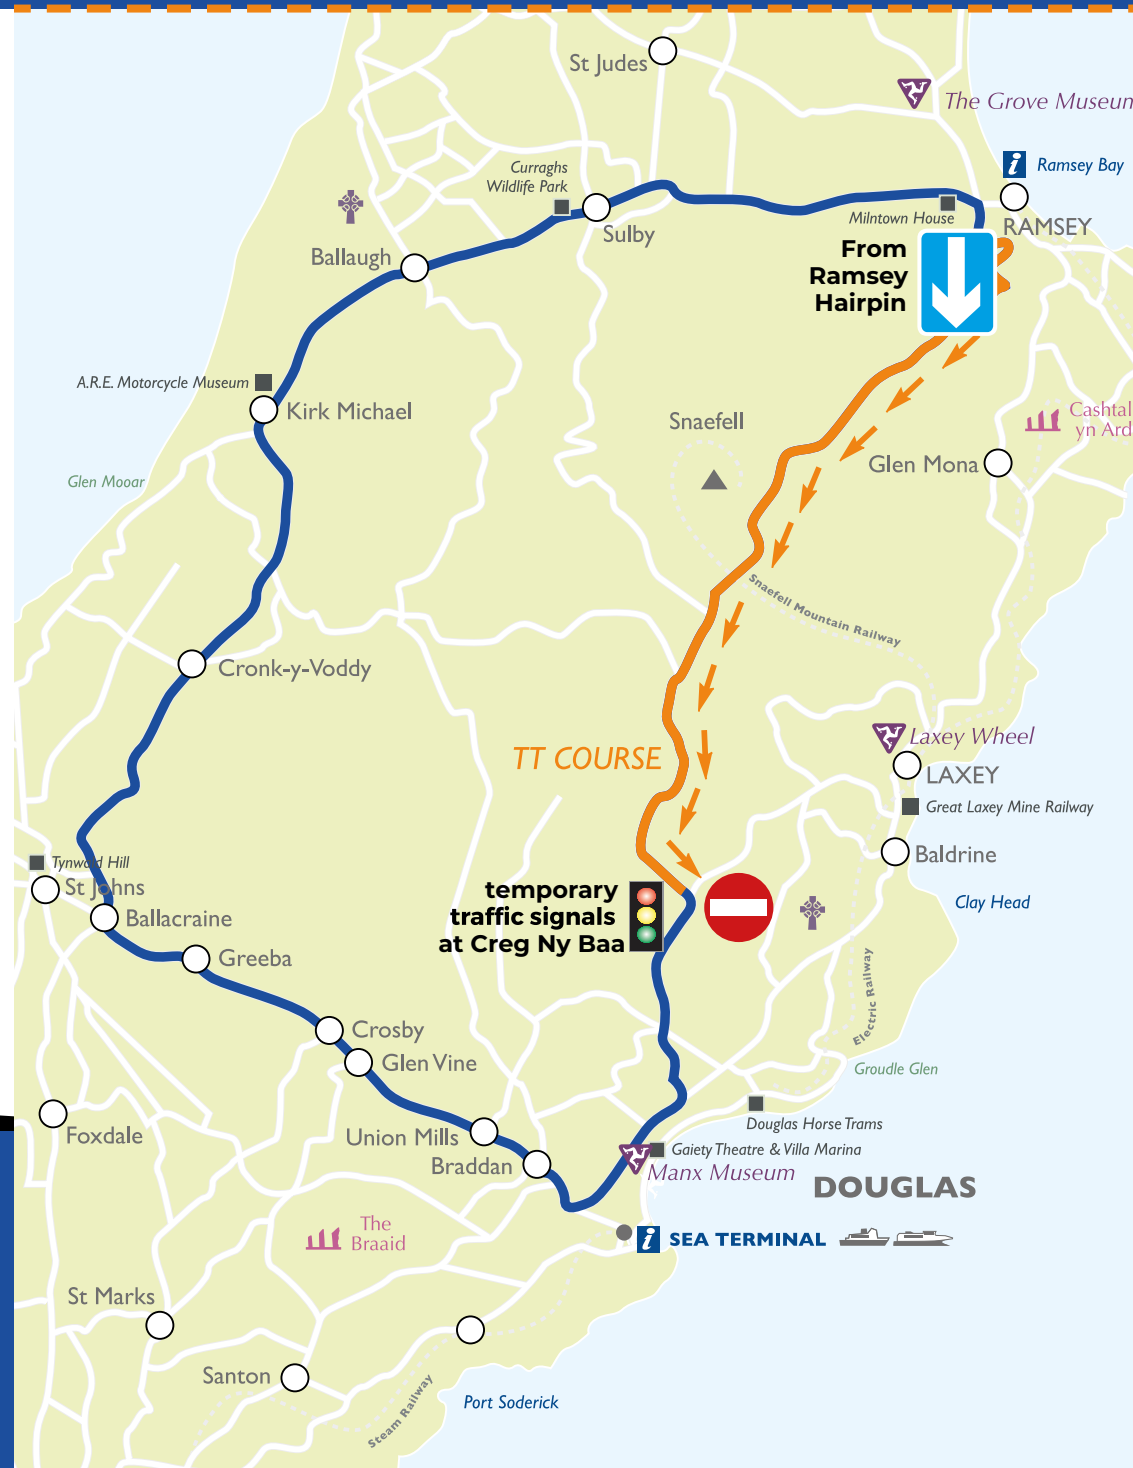 St Judes
The Grove Museum
Ramsey Bay
Curraghs
Wildlife Park
Sulby
Milntown House
RAMSEY
Ballaugh
From
Ramsey
Hairpin
A.R.E. Motorcycle Museum
Kirk Michael
Snaefell
Cashtal
yn Ard
Glen Mona
Glen Mooar
Snaefell Mountain Railway
Cronk-y-Voddy
TT COURSE
Laxey Wheel
LAXEY
Great Laxey Mine Railway
Baldrine
Tynwald Hill
St Johns
Ballacraine
temporary
traffic signals
at Creg Ny Baa
Clay Head
Greeba
Electric Railway
Crosby
Glen Vine
Groudle Glen
Foxdale
Union Mills
Braddan
Douglas Horse Trams
Gaiety Theatre & Villa Marina
Manx Museum
DOUGLAS
The
Braaid
SEA TERMINAL
St Marks
Santon
Steam Railway
Port Soderick